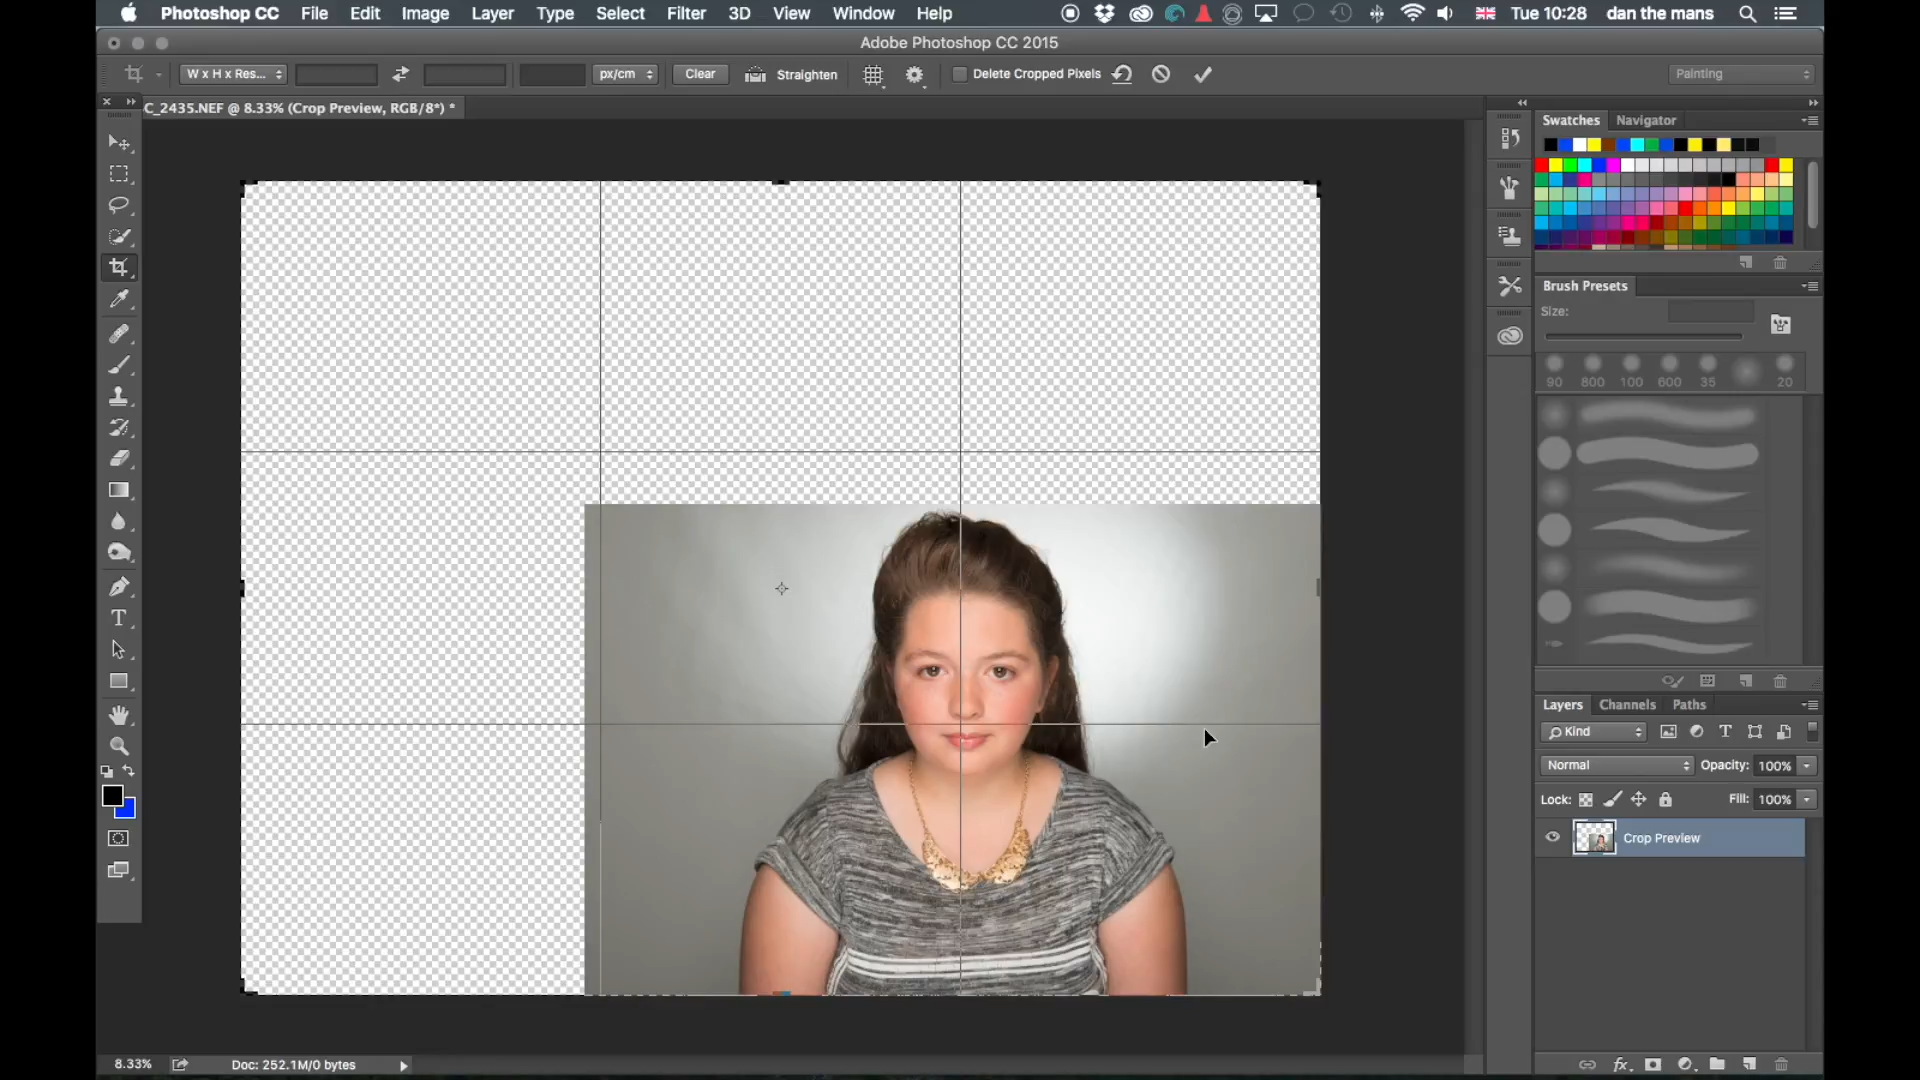 Photoshop CC File Edit Image Layer Type Select Filter 3D View Window Help Tue 10:28 dan the mans
Adobe Photoshop CC 2015
W x H x Res... px/cm Clear Straighten Delete Cropped Pixels Painting
C_2435.NEF @ 8.33% (Crop Preview, RGB/8*) *
Swatches Navigator
Brush Presets
Size:
90 800 100 600 35 20
Layers Channels Paths
Kind T
Normal Opacity: 100%
Lock: Fill: 100%
Crop Preview
T
8.33% Doc: 252.1M/0 bytes
fx